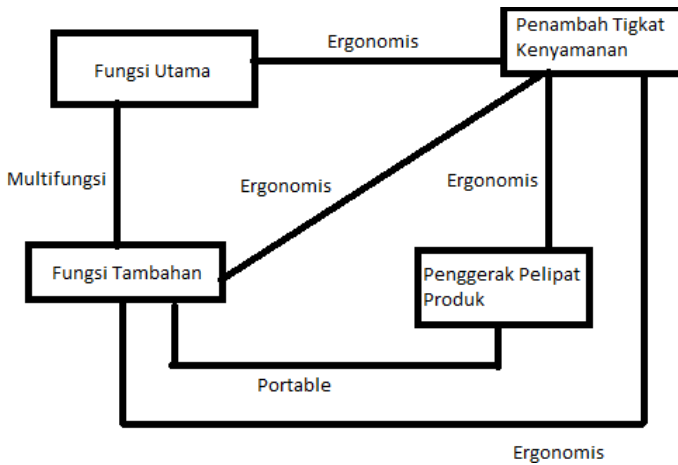 Ergonomis
Penambah Tigkat
Kenyamanan
Fungsi Utama
Multifungsi
Ergonomis
Ergonomis
Fungsi Tambahan
Penggerak Pelipat
Produk
Portable
Ergonomis